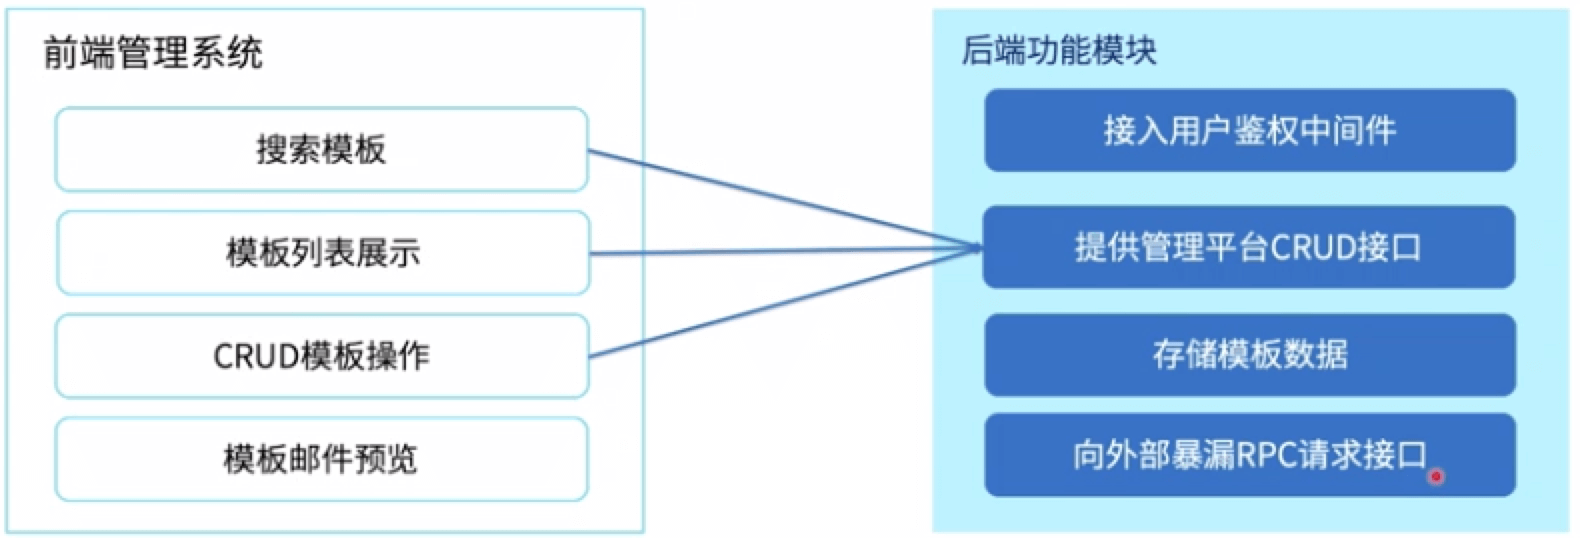 前端管理系统
搜索模板
模板列表展示
CRUD模板操作
模板邮件预览
后端功能模块
接入用户鉴权中间件
提供管理平台CRUD接口
存储模板数据
向外部暴漏RPC请求接口